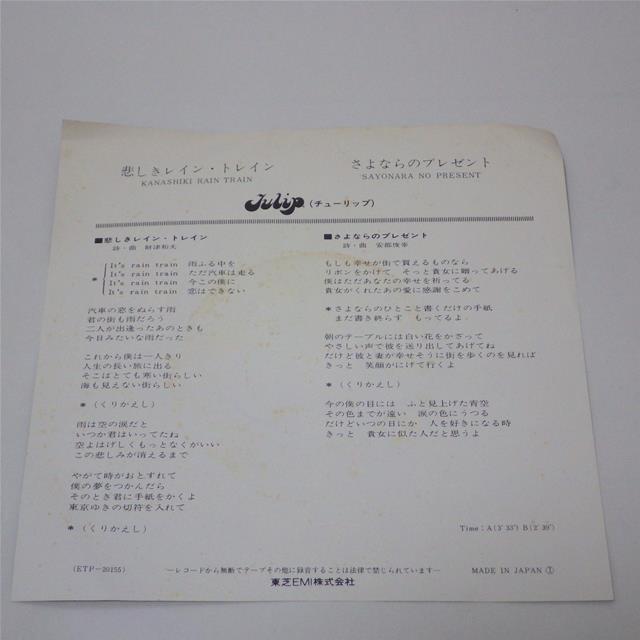 悲しきレイン・トレイン
KANASHIKI RAIN TRAIN
さよならのプレゼント
SAYONARA NO PRESENT
Tulip (チューリップ)
■悲しきレイン・トレイン
詩・曲 財津和夫
It's rain train 雨ふる中を
It's rain train ただ汽車は走る
* It's rain train 今この僕に
It's rain train 恋はできない
汽車の窓をぬらす雨
君の街も雨だろう
二人が出逢ったあのときも
今日みたいな雨だった
これから僕は一人きり
人生の長い旅に出る
そこはとても寒い街らしい
海も見えない街らしい
* (くりかえし)
雨は空の涙だと
いつか君はいってたね
空よはげしくもっとなくがいい
この悲しみが消えるまで
やがて時がおとずれて
僕の夢をつかんだら
そのとき君に手紙をかくよ
東京ゆきの切符を入れて
* (くりかえし)
■さよならのプレゼント
詩・曲 安部俊幸
もしも幸せが街で買えるものなら
リボンをかけて、そっと貴女に贈ってあげる
僕はただあなたの幸せを祈ってる
貴女がくれたあの愛に感謝をこめて
* さよならのひとこと書くだけの手紙
まだ書き終らず もってるよ
朝のテーブルには白い花をかざって
やさしい声で彼を送り出してあげてね
だけど彼と妻が幸せそうに街を歩くのを見れば
きっと 笑顔がにげて行くよ
* (くりかえし)
今の僕の目には ふと見上げた青空
その色までが遠い 涙の色にうつる
だけどいつの日にか 人を好きになる時
きっと 貴女に似た人だと思うよ
* (くりかえし)
Time: A(3'33") B(2'39")
(ETP-20155)
—レコードから無断でテープその他に録音することは法律で禁じられています—
MADE IN JAPAN ①
東芝EMI株式会社